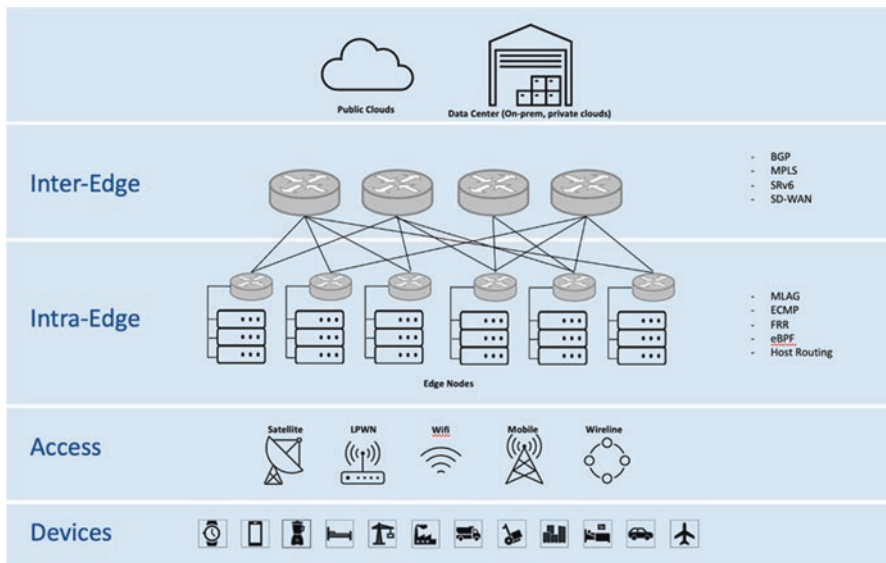 Public Clouds
Data Center (On-prem, private clouds)
Inter-Edge
- BGP
- MPLS
- SRv6
- SD-WAN
Intra-Edge
- MLAG
- ECMP
- FRR
- eBPF
- Host Routing
Edge Nodes
Access
Satellite
LPWN
Wifi
Mobile
Wireline
Devices